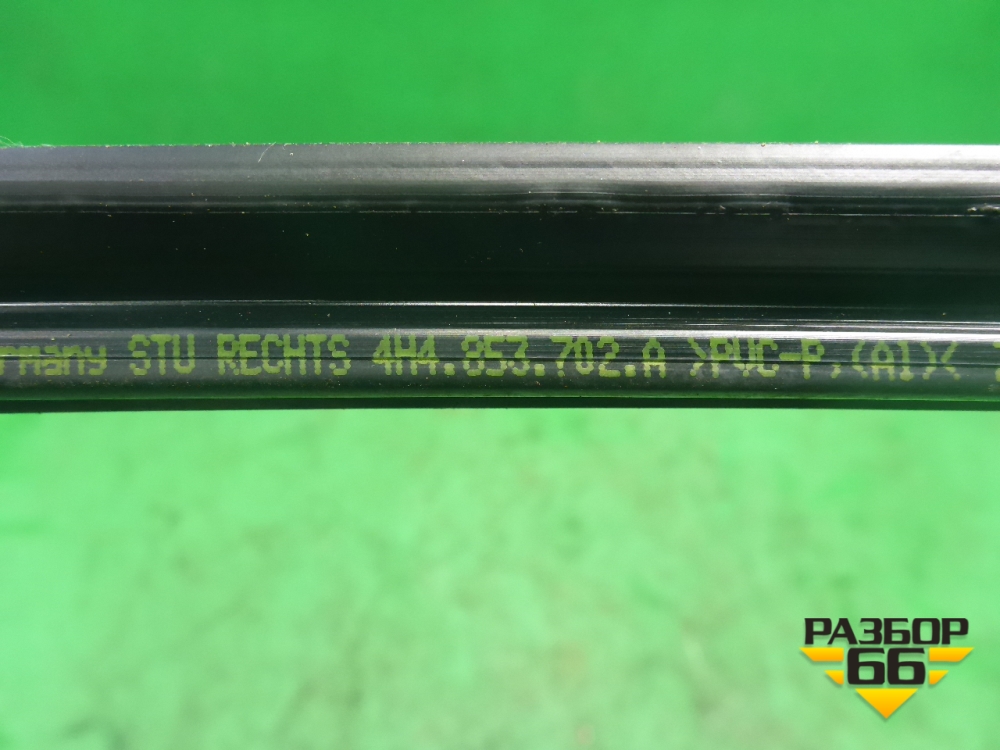 rmany STU RECHTS 4H4.853.702.A >PVC-P,(A1)<
РАЗБОР
66